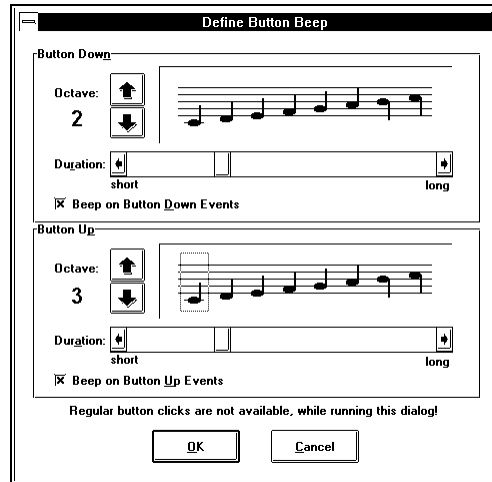 Define Button Beep
Button Down
Octave:
2
Duration:
short long
Beep on Button Down Events
Button Up
Octave:
3
Duration:
short long
Beep on Button Up Events
Regular button clicks are not available, while running this dialog!
OK Cancel